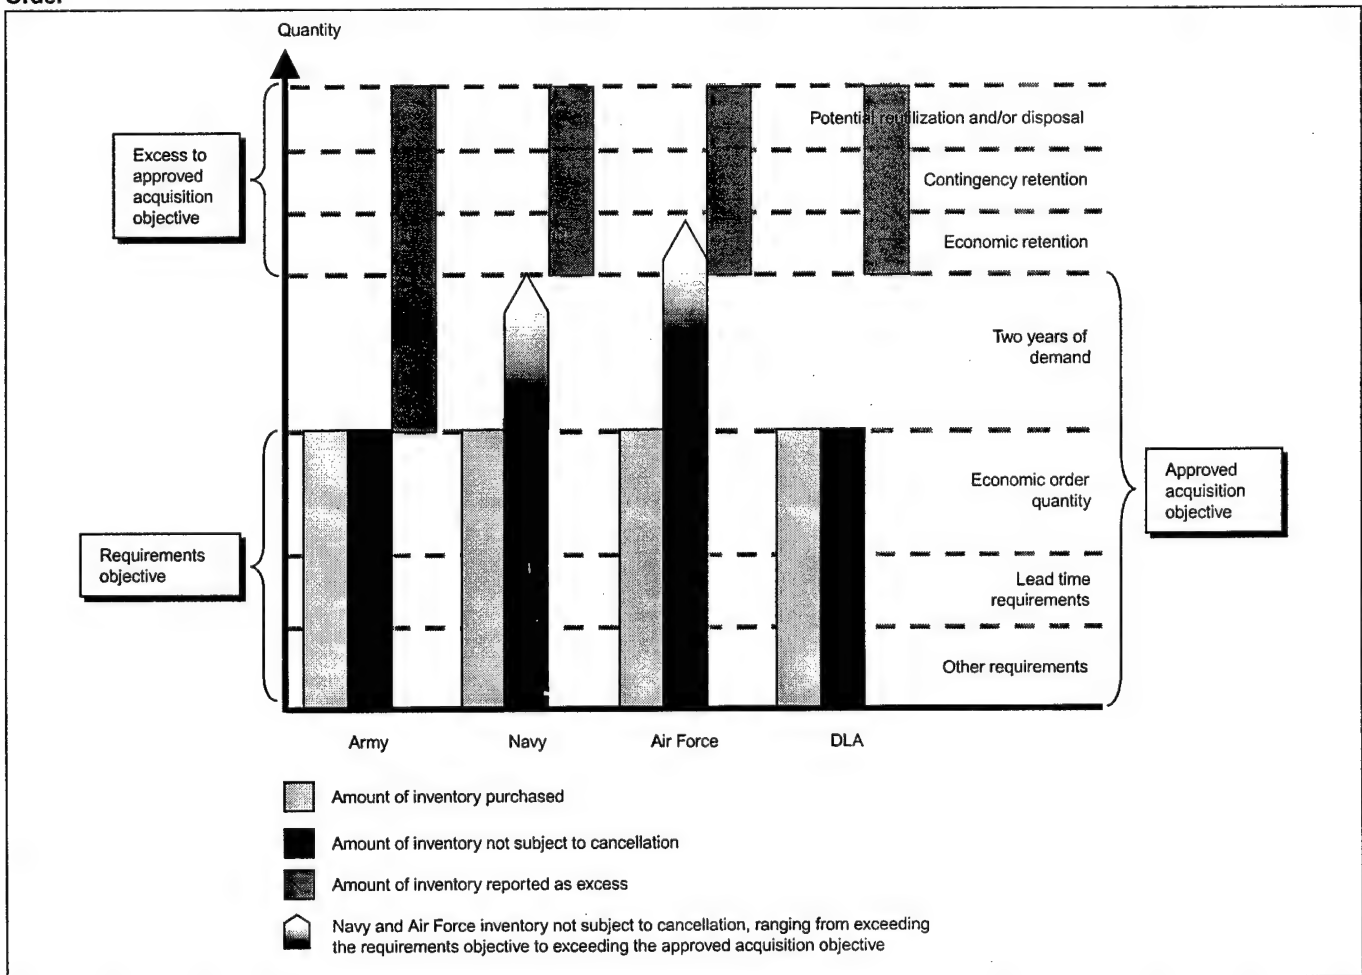 Order
Quantity
Potential reutilization and/or disposal
Excess to
approved
acquisition
objective
Contingency retention
Economic retention
Two years of
demand
Economic order
quantity
Approved
acquisition
objective
Requirements
objective
Lead time
requirements
Other requirements
Army Navy Air Force DLA
Amount of inventory purchased
Amount of inventory not subject to cancellation
Amount of inventory reported as excess
Navy and Air Force inventory not subject to cancellation, ranging from exceeding
the requirements objective to exceeding the approved acquisition objective